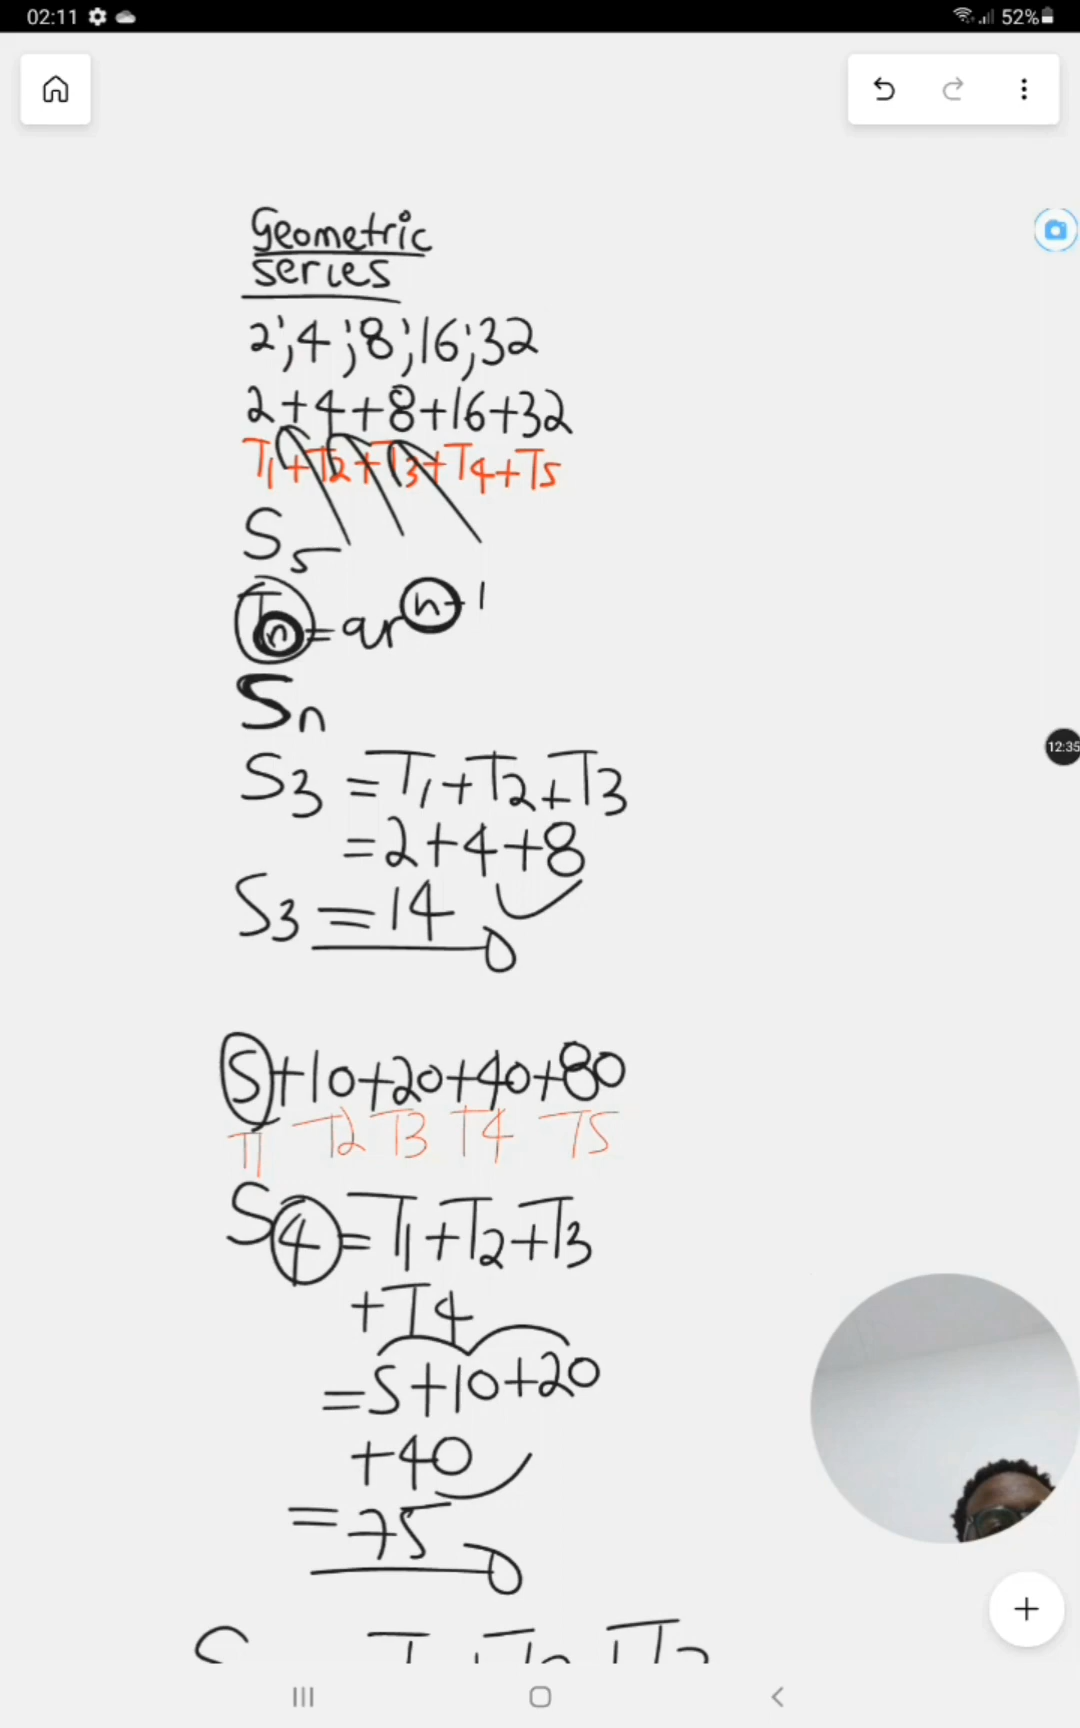 02:11
52%
Geometric
series
2;4;8;16;32
2+4+8+16+32
T1+T2+T3+T4+T5
S5
Tn=ar^n-1
Sn
S3 =T1+T2+T3
=2+4+8
S3=14
12:35
5+10+20+40+80
T1 T2 T3 T4 T5
S4=T1+T2+T3
+T4
=5+10+20
+40
=75